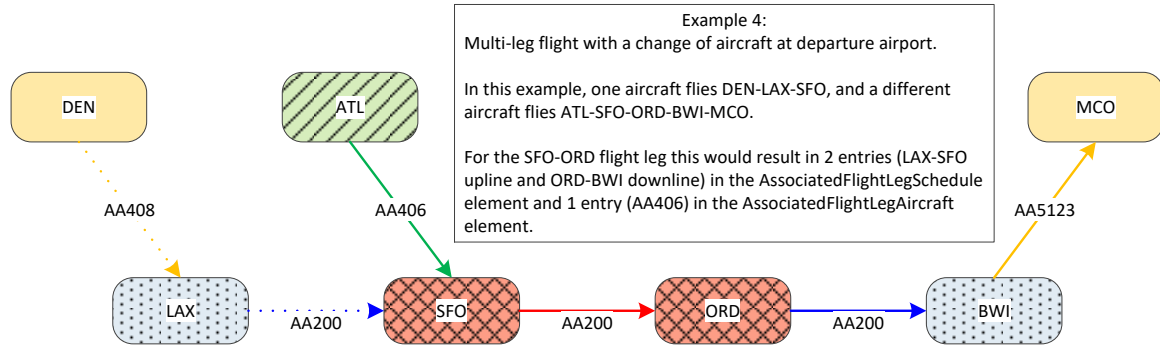 Example 4:
Multi-leg flight with a change of aircraft at departure airport.
In this example, one aircraft flies DEN-LAX-SFO, and a different
aircraft flies ATL-SFO-ORD-BWI-MCO.
For the SFO-ORD flight leg this would result in 2 entries (LAX-SFO
upline and ORD-BWI downline) in the AssociatedFlightLegSchedule
element and 1 entry (AA406) in the AssociatedFlightLegAircraft
element.
DEN
ATL
MCO
AA408
AA406
AA5123
LAX
AA200
SFO
AA200
ORD
AA200
BWI